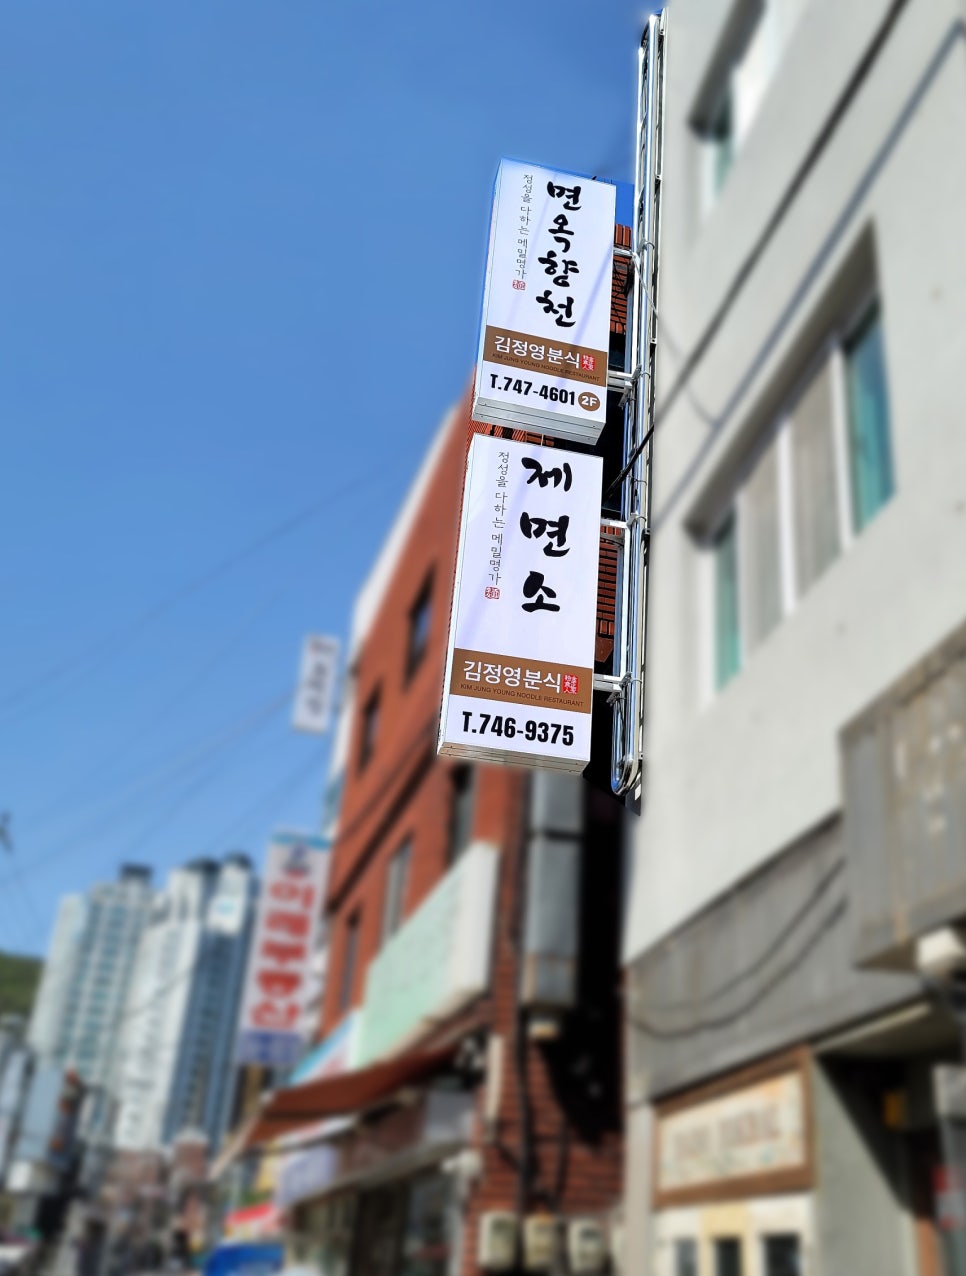 면옥향천
정성을 다하는 메밀명가
김정영분식
KIM JUNG YOUNG NOODLE RESTAURANT
T.747-4601 2F
제면소
정성을 다하는 메밀명가
김정영분식
KIM JUNG YOUNG NOODLE RESTAURANT
T.746-9375